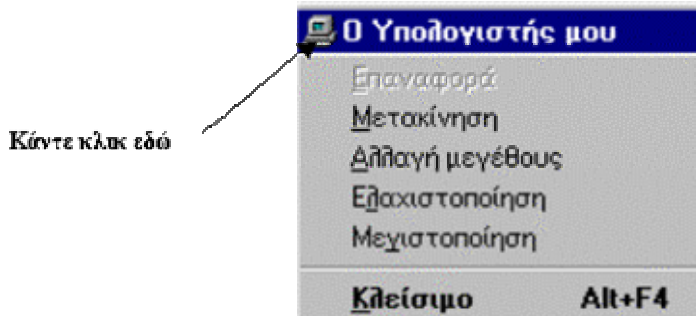 Ο Υπολογιστής μου
Επαναφορά
Μετακίνηση
Κάντε κλικ εδώ
Αλλαγή μεγέθους
Ελαχιστοποίηση
Μεγιστοποίηση
Κλείσιμο Alt+F4